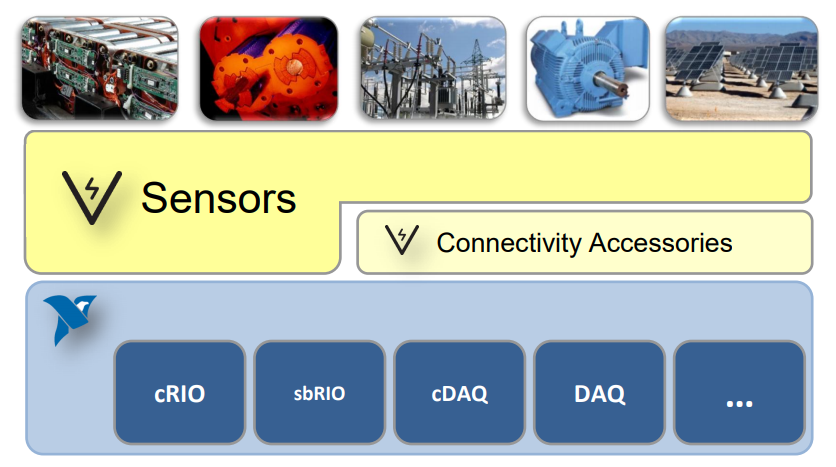 Sensors
Connectivity Accessories
cRIO
sbRIO
cDAQ
DAQ
...